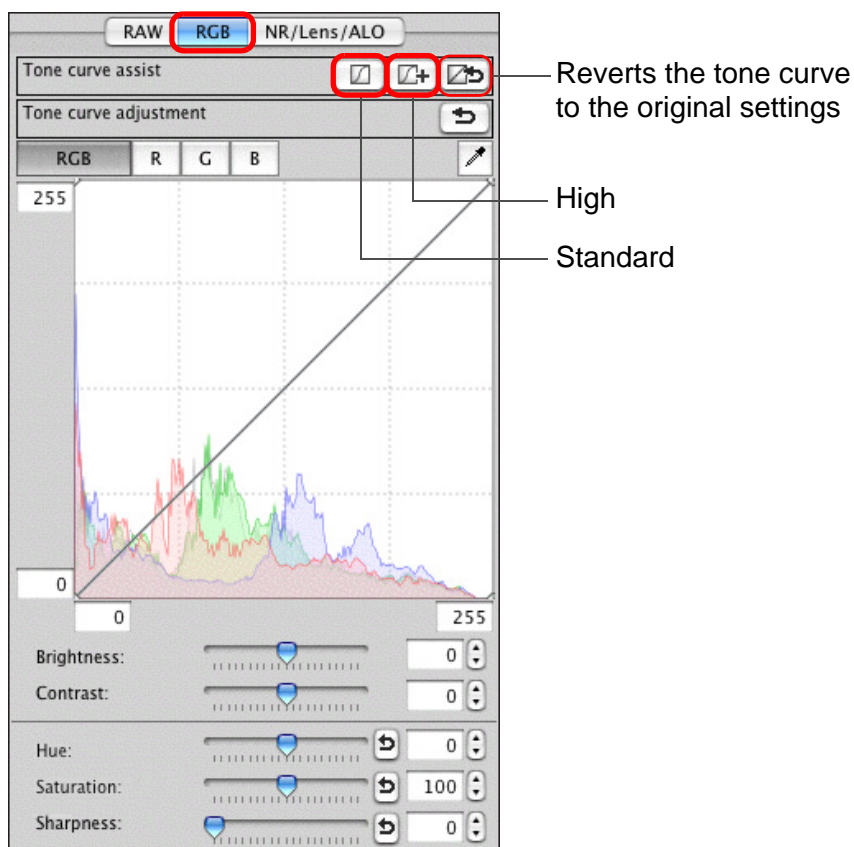 RAW RGB NR/Lens/ALO
Tone curve assist
Reverts the tone curve
to the original settings
Tone curve adjustment
RGB R G B
255
High
Standard
0
0 255
Brightness: 0
Contrast: 0
Hue: 0
Saturation: 100
Sharpness: 0